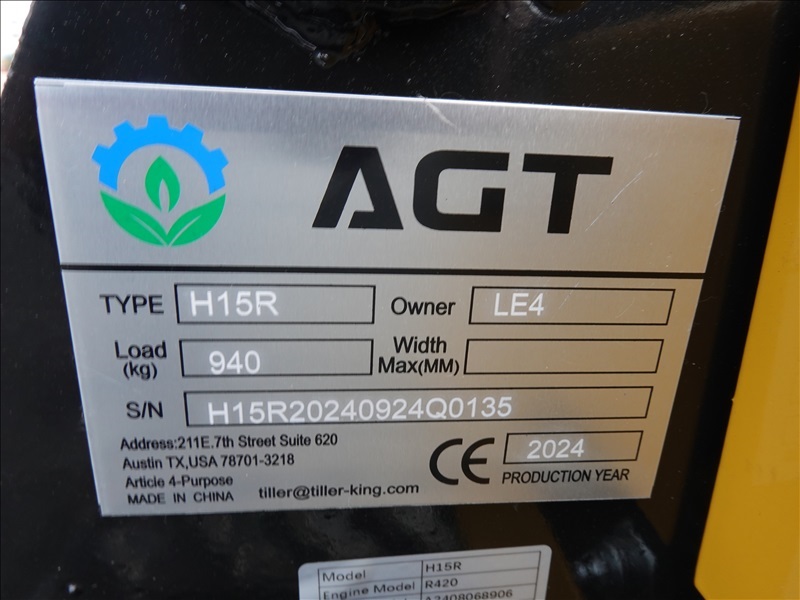 AGT
TYPE H15R Owner LE4
Load (kg) 940 Width Max(MM)
S/N H15R20240924Q0135
Address:211E.7th Street Suite 620
Austin TX,USA 78701-3218
Article 4-Purpose
MADE IN CHINA tiller@tiller-king.com
CE 2024
PRODUCTION YEAR
Model H15R
Engine Model R420